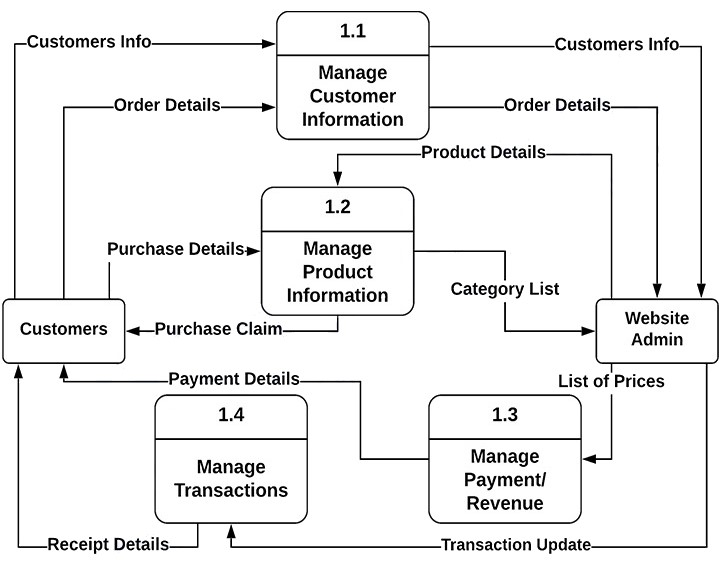 1.1
Customers Info
Customers Info
Manage
Customer
Information
Order Details
Order Details
Product Details
1.2
Purchase Details
Manage
Product
Information
Category List
Customers
Purchase Claim
Website
Admin
Payment Details
List of Prices
1.4
1.3
Manage
Transactions
Manage
Payment/
Revenue
Receipt Details
Transaction Update